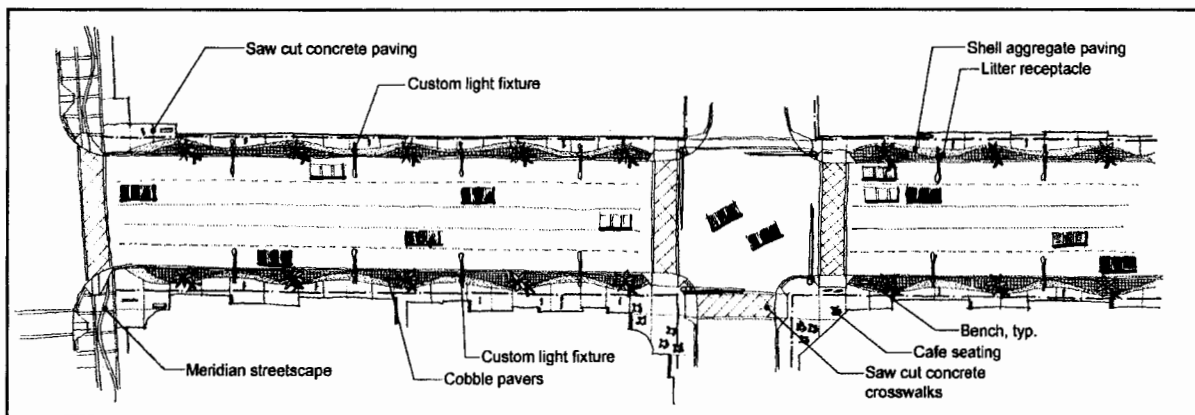 Saw cut concrete paving
Custom light fixture
Shell aggregate paving
Litter receptacle
Meridian streetscape
Custom light fixture
Cobble pavers
Bench, typ.
Cafe seating
Saw cut concrete
crosswalks